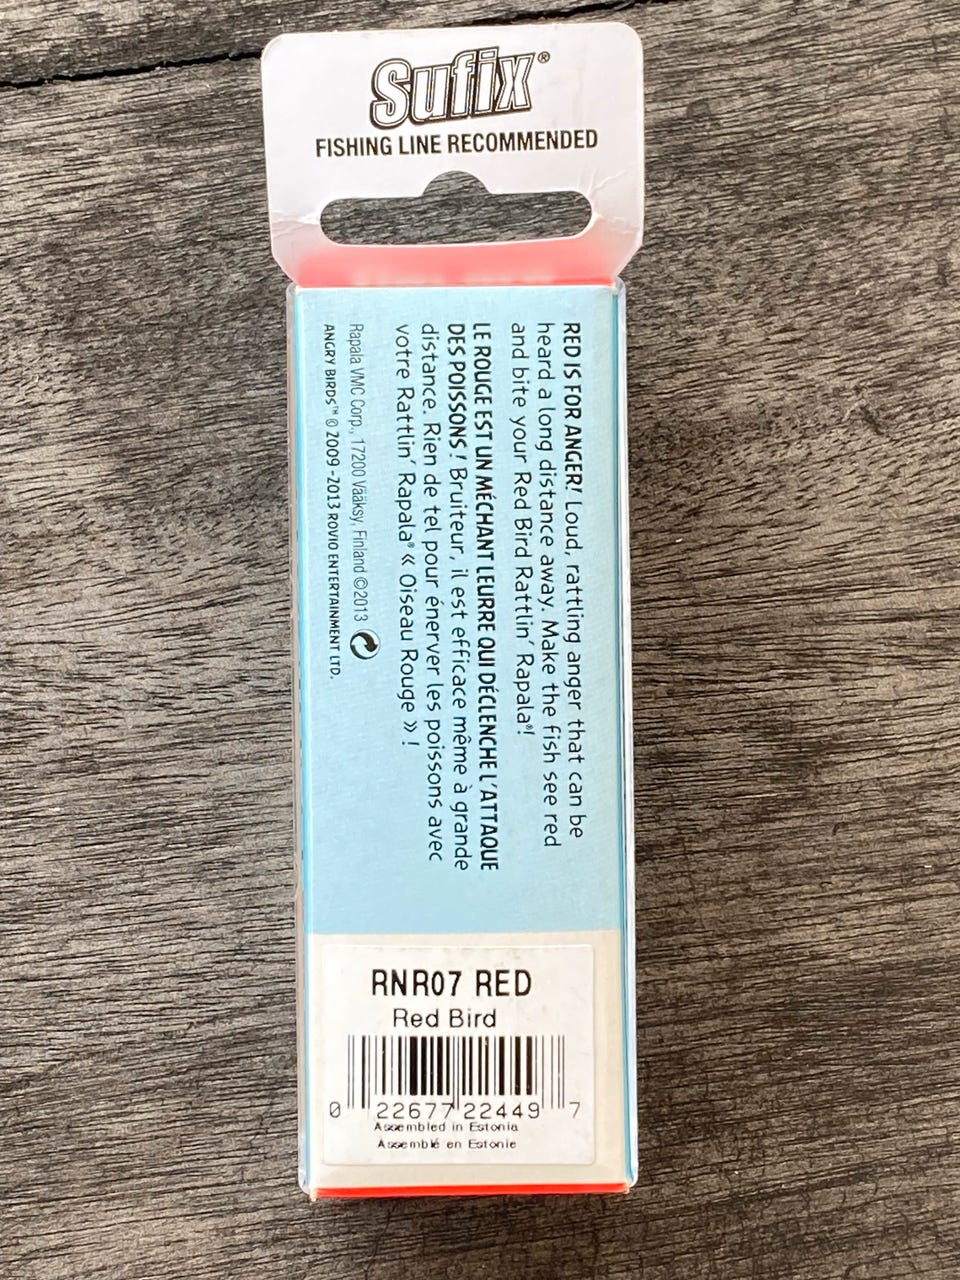 Sufix®
FISHING LINE RECOMMENDED
RED IS FOR ANGER! Loud, rattling anger that can be
heard a long distance away. Make the fish see red
and bite your Red Bird Rattlin' Rapala®!
LE ROUGE EST UN MÉCHANT LEURRE QUI DÉCLENCHE L'ATTAQUE
DES POISSONS ! Bruiteur, il est efficace même à grande
distance. Rien de tel pour énerver les poissons avec
votre Rattlin' Rapala® « Oiseau Rouge » !
Rapala VMC Corp., 17200 Vääksy, Finland ©2013
ANGRY BIRDS™ © 2009-2013 ROVIO ENTERTAINMENT LTD.
RNR07 RED
Red Bird
0 22677 22449 7
Assembled in Estonia
Assemblé en Estonie